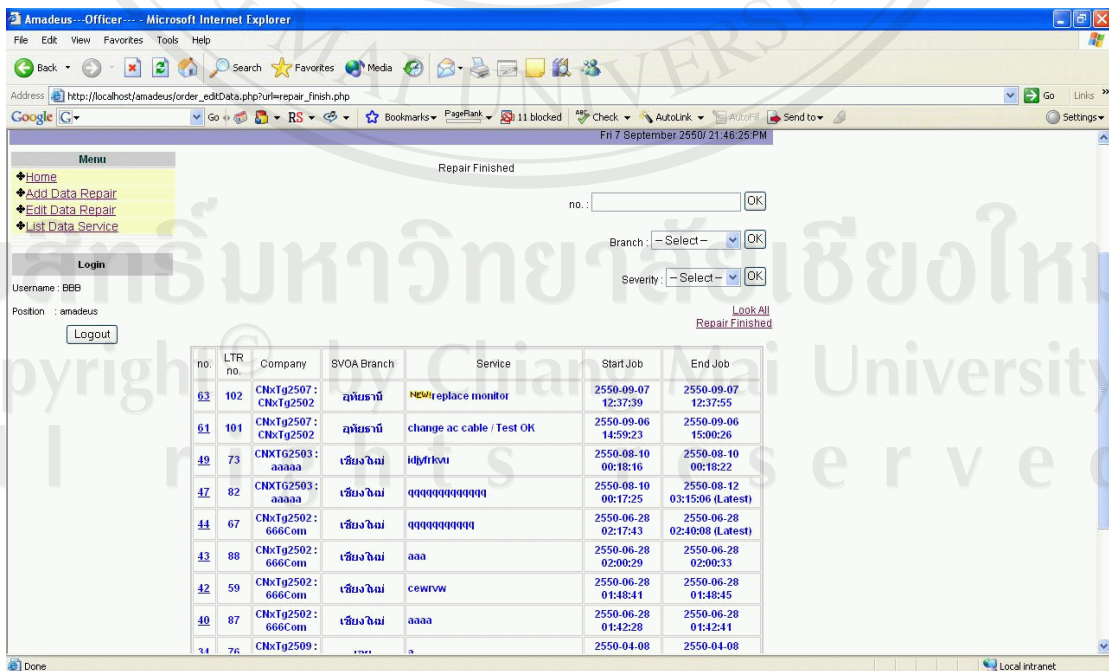 Amadeus---Officer--- - Microsoft Internet Explorer
File Edit View Favorites Tools Help
Back Search Favorites Media
Address http://localhost/amadeus/order_editData.php?url=repair_finish.php Go Links »
Google G Go RS Bookmarks PageRank 11 blocked Check AutoLink AutoFill Send to Settings
Fri 7 September 2550/ 21:46:25:PM
Menu
Home
Add Data Repair
Edit Data Repair
List Data Service
Login
Username : BBB
Position : amadeus
Logout
Repair Finished
no. : OK
Branch : -- Select -- OK
Severity : -- Select -- OK
Look All
Repair Finished
no. LTR no. Company SVOA Branch Service Start Job End Job
63 102 CNxTg2507 : CNxTg2502 อุทัยธานี NEW! replace monitor 2550-09-07 12:37:39 2550-09-07 12:37:55
61 101 CNxTg2507 : CNxTg2502 อุทัยธานี change ac cable / Test OK 2550-09-06 14:59:23 2550-09-06 15:00:26
49 73 CNXTG2503 : aaaaa เชียงใหม่ idjyfrkvu 2550-08-10 00:18:16 2550-08-10 00:18:22
47 82 CNXTG2503 : aaaaa เชียงใหม่ qqqqqqqqqqqqq 2550-08-10 00:17:25 2550-08-12 03:15:06 (Latest)
44 67 CNxTg2502 : 666Com เชียงใหม่ qqqqqqqqqqq 2550-06-28 02:17:43 2550-06-28 02:40:08 (Latest)
43 88 CNxTg2502 : 666Com เชียงใหม่ aaa 2550-06-28 02:00:29 2550-06-28 02:00:33
42 59 CNxTg2502 : 666Com เชียงใหม่ cewrvw 2550-06-28 01:48:41 2550-06-28 01:48:45
40 87 CNxTg2502 : 666Com เชียงใหม่ aaaa 2550-06-28 01:42:28 2550-06-28 01:42:41
34 76 CNxTg2509 : a 2550-04-08 2550-04-08
Done Local intranet